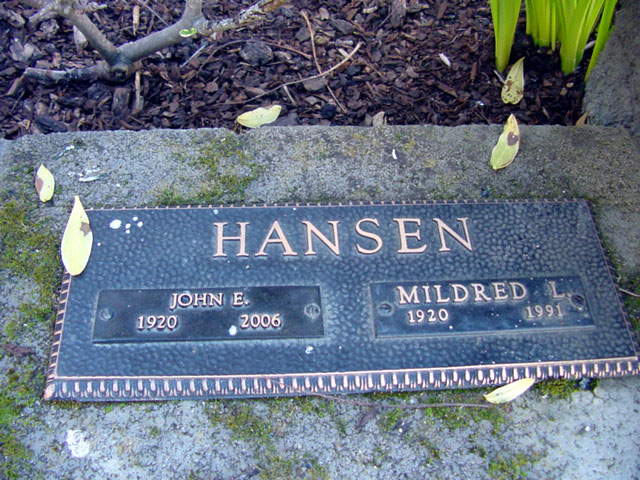 HANSEN
JOHN E.
1920 2006
MILDRED L.
1920 1991